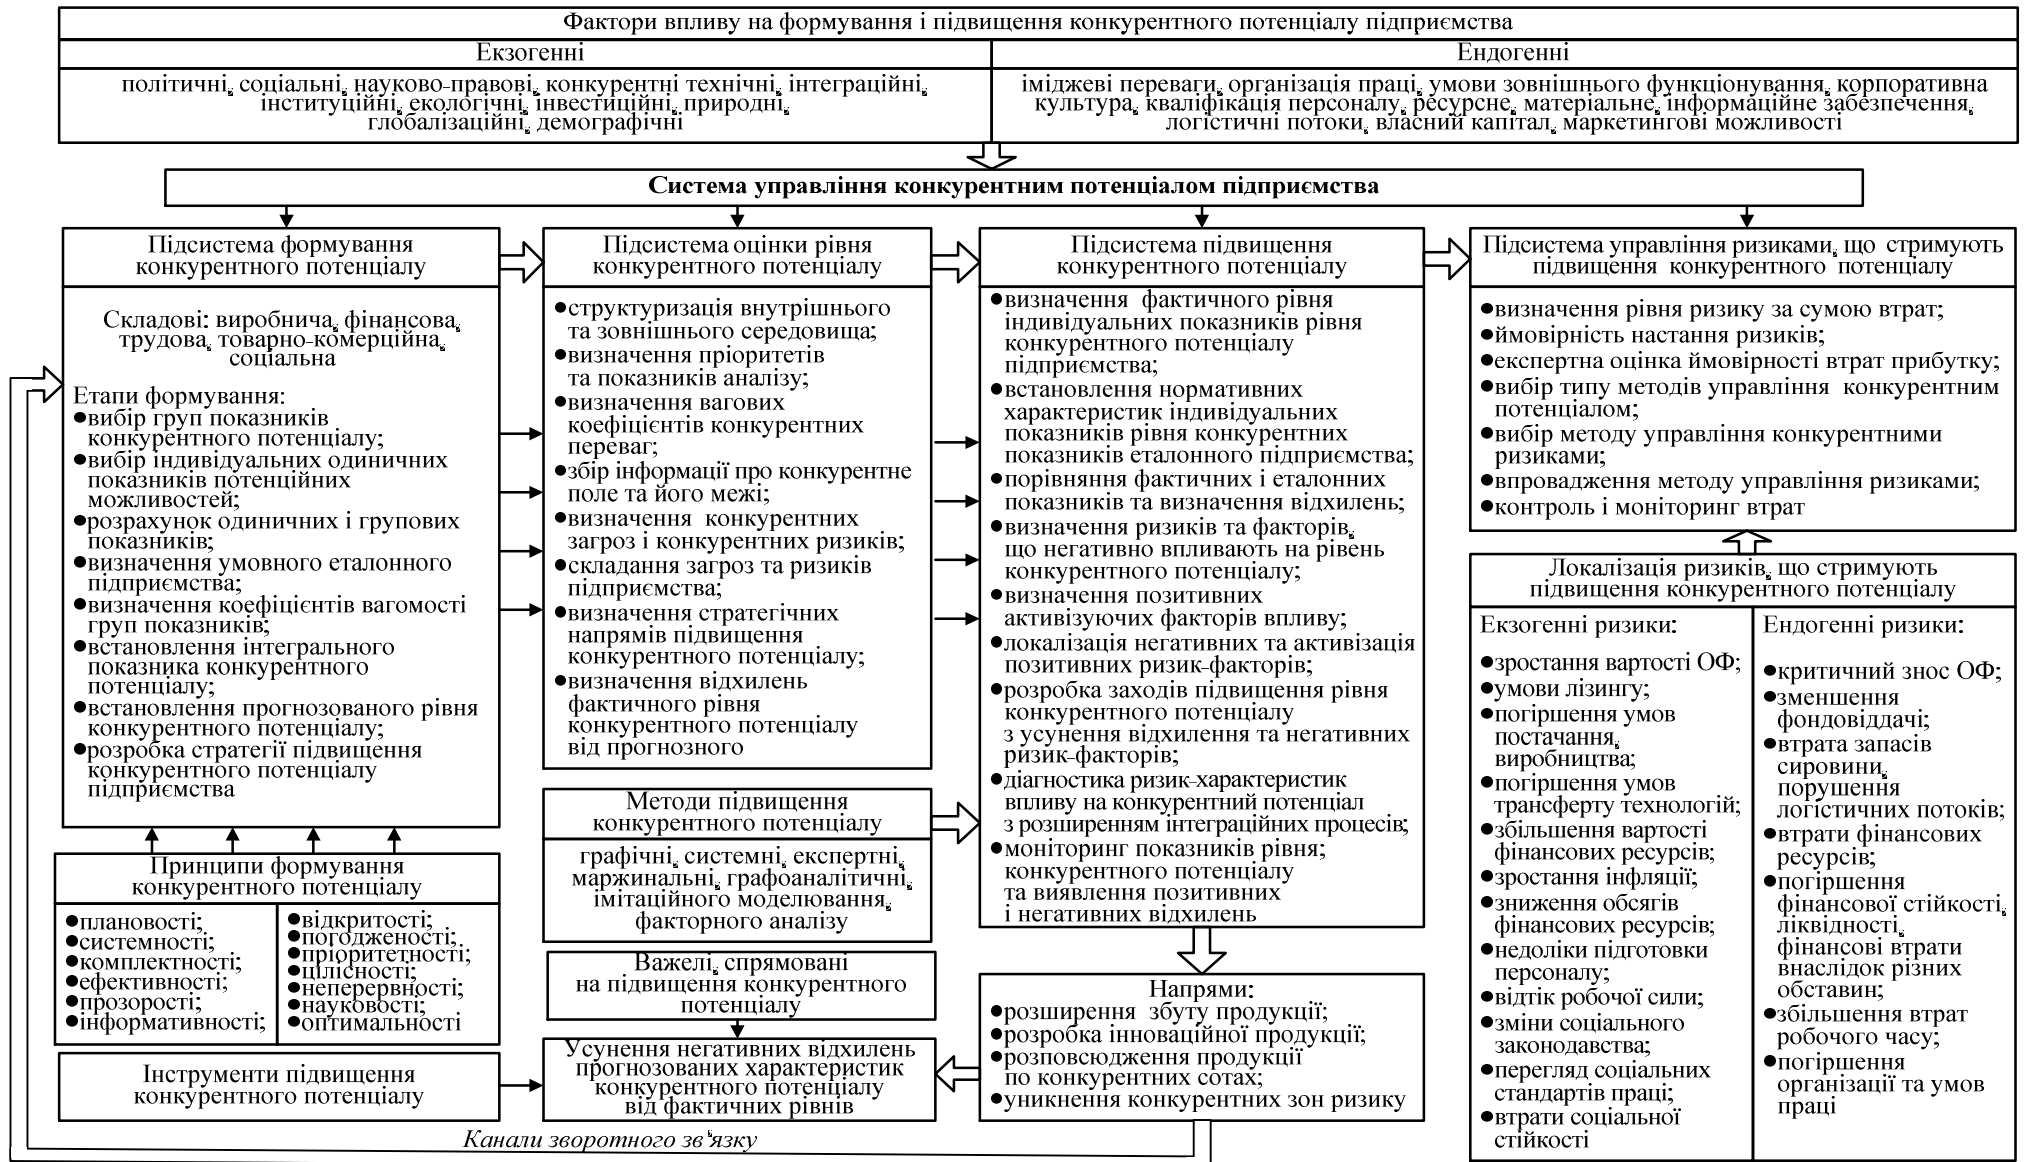 Фактори впливу на формування і підвищення конкурентного потенціалу підприємства
Екзогенні
Ендогенні
політичні, соціальні, науково-правові, конкурентні технічні, інтеграційні,
інституційні, екологічні, інвестиційні, природні,
глобалізаційні, демографічні
іміджеві переваги, організація праці, умови зовнішнього функціонування, корпоративна
культура, кваліфікація персоналу, ресурсне, матеріальне, інформаційне забезпечення,
логістичні потоки, власний капітал, маркетингові можливості
Система управління конкурентним потенціалом підприємства
Підсистема формування
конкурентного потенціалу
Складові: виробнича, фінансова,
трудова, товарно-комерційна,
соціальна
Етапи формування:
●вибір груп показників
конкурентного потенціалу;
●вибір індивідуальних одиничних
показників потенційних
можливостей;
●розрахунок одиничних і групових
показників;
●визначення умовного еталонного
підприємства;
●визначення коефіцієнтів вагомості
груп показників;
●встановлення інтегрального
показника конкурентного
потенціалу;
●встановлення прогнозованого рівня
конкурентного потенціалу;
●розробка стратегії підвищення
конкурентного потенціалу
підприємства
Принципи формування
конкурентного потенціалу
●плановості;
●системності;
●комплектності;
●ефективності;
●прозорості;
●інформативності;
●відкритості;
●погодженості;
●пріоритетності;
●цілісності;
●неперервності;
●науковості;
●оптимальності
Інструменти підвищення
конкурентного потенціалу
Підсистема оцінки рівня
конкурентного потенціалу
●структуризація внутрішнього
та зовнішнього середовища;
●визначення пріоритетів
та показників аналізу;
●визначення вагових
коефіцієнтів конкурентних
переваг;
●збір інформації про конкурентне
поле та його межі;
●визначення конкурентних
загроз і конкурентних ризиків;
●складання загроз та ризиків
підприємства;
●визначення стратегічних
напрямів підвищення
конкурентного потенціалу;
●визначення відхилень
фактичного рівня
конкурентного потенціалу
від прогнозного
Методи підвищення
конкурентного потенціалу
графічні, системні, експертні,
маржинальні, графоаналітичні,
імітаційного моделювання,
факторного аналізу
Важелі, спрямовані
на підвищення конкурентного
потенціалу
Усунення негативних відхилень
прогнозованих характеристик
конкурентного потенціалу
від фактичних рівнів
Підсистема підвищення
конкурентного потенціалу
●визначення фактичного рівня
індивідуальних показників рівня
конкурентного потенціалу
підприємства;
●встановлення нормативних
характеристик індивідуальних
показників рівня конкурентних
показників еталонного підприємства;
●порівняння фактичних і еталонних
показників та визначення відхилень;
●визначення ризиків та факторів,
що негативно впливають на рівень
конкурентного потенціалу;
●визначення позитивних
активізуючих факторів впливу;
●локалізація негативних та активізація
позитивних ризик-факторів;
●розробка заходів підвищення рівня
конкурентного потенціалу
з усунення відхилення та негативних
ризик-факторів;
●діагностика ризик-характеристик
впливу на конкурентний потенціал
з розширенням інтеграційних процесів;
●моніторинг показників рівня;
конкурентного потенціалу
та виявлення позитивних
і негативних відхилень
Напрями:
●розширення збуту продукції;
●розробка інноваційної продукції;
●розповсюдження продукції
по конкурентних сотах;
●уникнення конкурентних зон ризику
Підсистема управління ризиками, що стримують
підвищення конкурентного потенціалу
●визначення рівня ризику за сумою втрат;
●ймовірність настання ризиків;
●експертна оцінка ймовірності втрат прибутку;
●вибір типу методів управління конкурентним
потенціалом;
●вибір методу управління конкурентними
ризиками;
●впровадження методу управління ризиками;
●контроль і моніторинг втрат
Локалізація ризиків, що стримують
підвищення конкурентного потенціалу
Екзогенні ризики:
●зростання вартості ОФ;
●умови лізингу;
●погіршення умов
постачання,
виробництва;
●погіршення умов
трансферту технологій;
●збільшення вартості
фінансових ресурсів;
●зростання інфляції;
●зниження обсягів
фінансових ресурсів;
●недоліки підготовки
персоналу;
●відтік робочої сили;
●зміни соціального
законодавства;
●перегляд соціальних
стандартів праці;
●втрати соціальної
стійкості
Ендогенні ризики:
●критичний знос ОФ;
●зменшення
фондовіддачі;
●втрата запасів
сировини,
порушення
логістичних потоків;
●втрати фінансових
ресурсів;
●погіршення
фінансової стійкості,
ліквідності,
фінансові втрати
внаслідок різних
обставин;
●збільшення втрат
робочого часу;
●погіршення
організації та умов
праці
Канали зворотного зв'язку